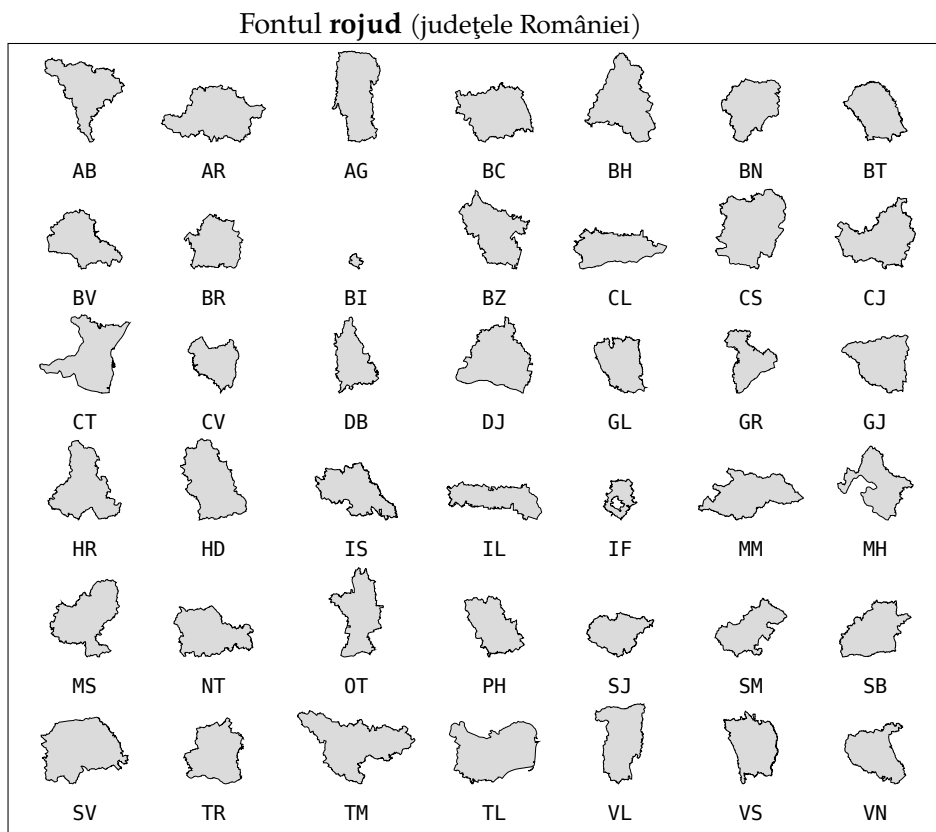 Fontul rojud (judeţele României)
AB AR AG BC BH BN BT
BV BR BI BZ CL CS CJ
CT CV DB DJ GL GR GJ
HR HD IS IL IF MM MH
MS NT OT PH SJ SM SB
SV TR TM TL VL VS VN